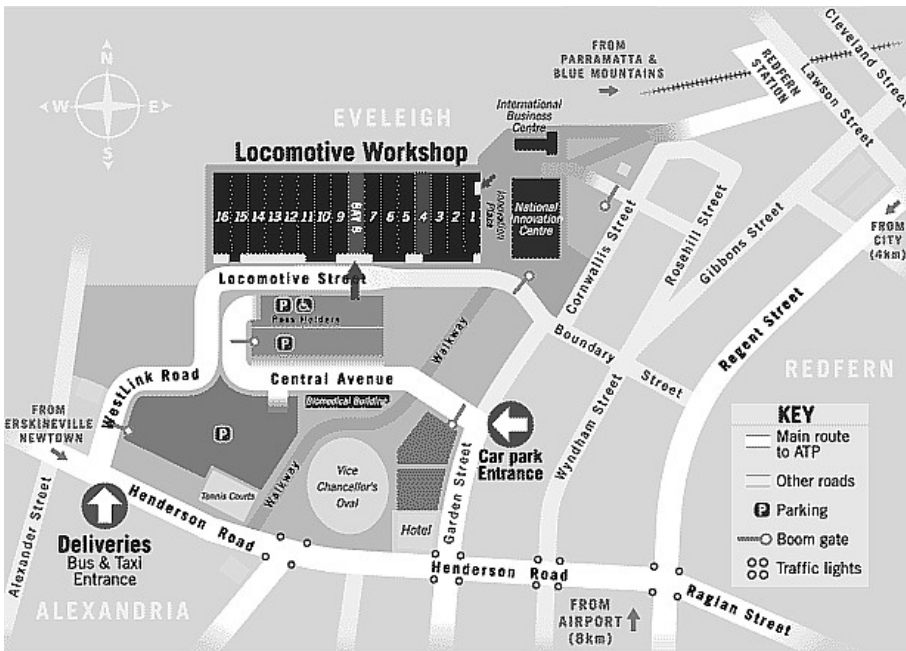 N
W
E
S
FROM
PARRAMATTA &
BLUE MOUNTAINS
REDFERN
STATION
Cleveland Street
Lawson Street
EVELEIGH
International
Business
Centre
Locomotive Workshop
16 15 14 13 12 11 10 9 BAY 8 7 6 5 4 3 2 1
Innovation
Place
National
Innovation
Centre
Cornwallis Street
Rosehill Street
Gibbons Street
FROM
CITY
(4km)
Regent Street
Locomotive Street
P
Pass Holders
P
Walkway
Boundary Street
REDFERN
WestLink Road
Central Avenue
Biomedical Building
FROM
ERSKINEVILLE
NEWTOWN
P
Car park
Entrance
Wyndham Street
Garden Street
Vice
Chancellor's
Oval
Walkway
Tennis Courts
Hotel
Alexander Street
Henderson Road
Deliveries
Bus & Taxi
Entrance
Henderson Road
Raglan Street
ALEXANDRIA
FROM
AIRPORT
(8km)
KEY
Main route
to ATP
Other roads
P Parking
Boom gate
Traffic lights